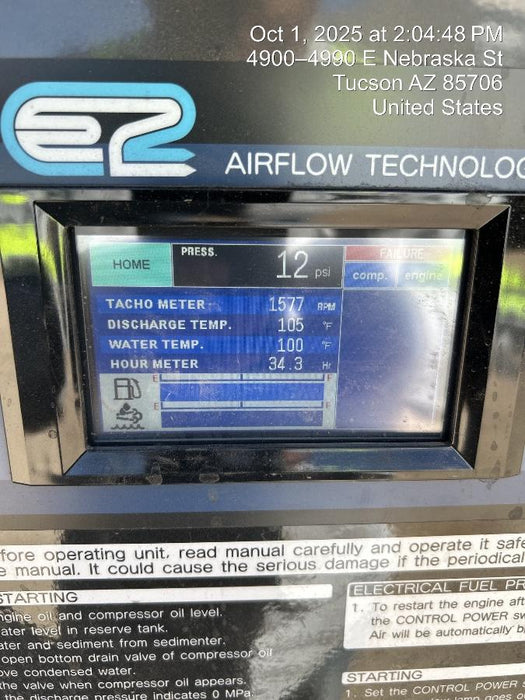 Oct 1, 2025 at 2:04:48 PM
4900–4990 E Nebraska St
Tucson AZ 85706
United States
E2
AIRFLOW TECHNOLOG
HOME
PRESS.
12 psi
FAILURE
comp. engine
TACHO METER 1577 RPM
DISCHARGE TEMP. 105 °F
WATER TEMP. 100 °F
HOUR METER 34.3 Hr
E F
E F
fore operating unit, read manual carefully and operate it safe
e manual. It could cause the serious damage if the periodical
STARTING
ngine oil and compressor oil level.
ater level in reserve tank.
ater and sediment from sedimenter.
open bottom drain valve of compressor oil
ove condensed water.
the valve when compressor oil appears.
the discharge pressure indicates 0 MPa.
ELECTRICAL FUEL PR
1. To restart the engine aft
the CONTROL POWER sw
Air will be automatically b
STARTING
1. Set the CONTROL POWER s